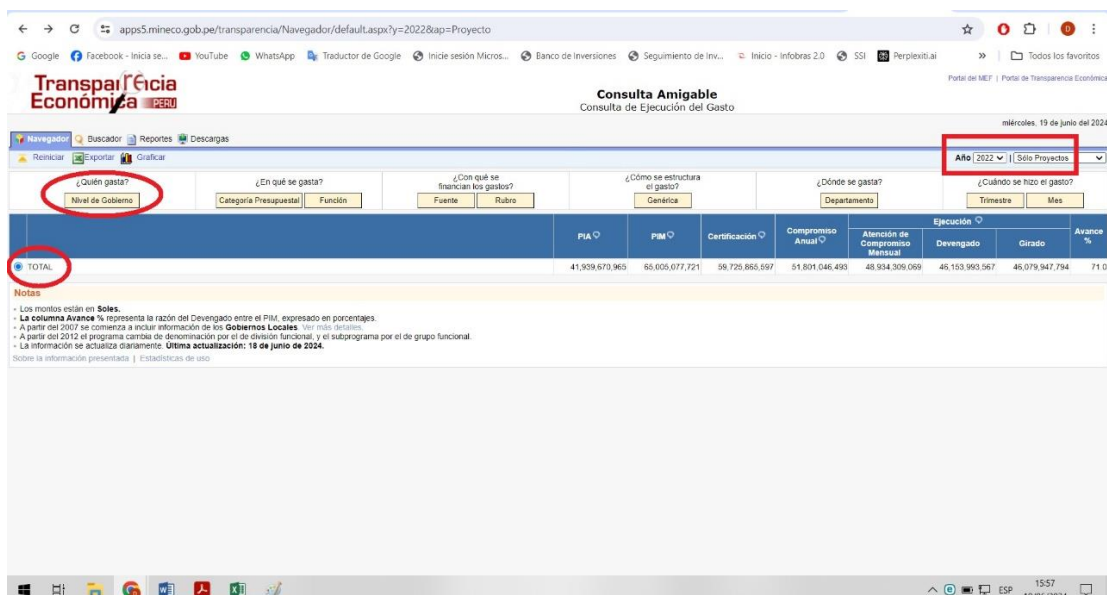 apps5.mineco.gob.pe/transparencia/Navegador/default.aspx?y=2022&ap=Proyecto
Google Facebook - Inicia se... YouTube WhatsApp Traductor de Google Inicie sesión Micros... Banco de Inversiones Seguimiento de Inv... Inicio - Infobras 2.0 SSI Perplexiti.ai » Todos los favoritos
Transparencia
Económica PERU
Portal del MEF | Portal de Transparencia Económica
Consulta Amigable
Consulta de Ejecución del Gasto
miércoles, 19 de junio del 2024
Navegador Buscador Reportes Descargas
Reiniciar Exportar Graficar Año 2022 | Sólo Proyectos
¿Quién gasta? ¿En qué se gasta? ¿Con qué se financian los gastos? ¿Cómo se estructura el gasto? ¿Dónde se gasta? ¿Cuándo se hizo el gasto?
Nivel de Gobierno Categoría Presupuestal Función Fuente Rubro Genérica Departamento Trimestre Mes
PIA PIM Certificación Compromiso Anual Ejecución Avance %
Atención de Compromiso Mensual Devengado Girado
TOTAL 41,939,670,965 65,005,077,721 59,725,865,597 51,801,046,493 48,934,309,069 46,153,993,567 46,079,947,794 71.0
Notas
- Los montos están en Soles.
- La columna Avance % representa la razón del Devengado entre el PIM, expresado en porcentajes.
- A partir del 2007 se comienza a incluir información de los Gobiernos Locales. Ver más detalles.
- A partir del 2012 el programa cambia de denominación por el de división funcional, y el subprograma por el de grupo funcional.
- La información se actualiza diariamente. Última actualización: 18 de junio de 2024.
Sobre la información presentada | Estadísticas de uso
ESP 15:57